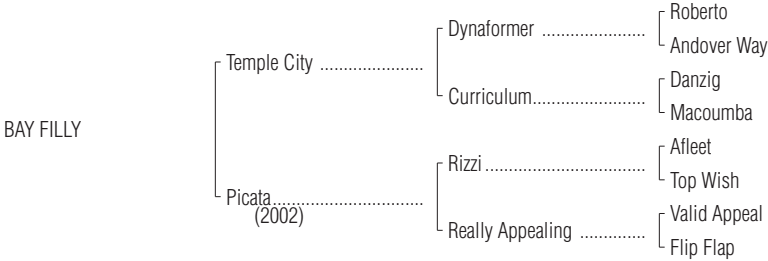 Roberto
Dynaformer ......................
Andover Way
Temple City ......................
Danzig
Curriculum........................
Macoumba
BAY FILLY
Afleet
Rizzi ..................................
Top Wish
Picata................................
(2002)
Valid Appeal
Really Appealing ..............
Flip Flap